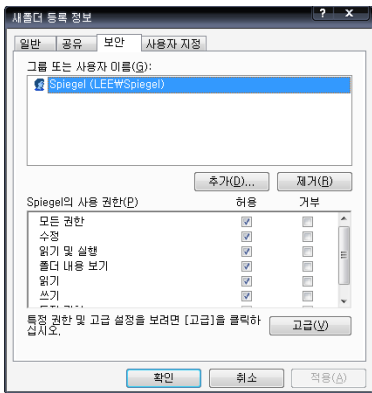 새폴더 등록 정보
일반 공유 보안 사용자 지정
그룹 또는 사용자 이름(G):
Spiegel (LEE₩Spiegel)
추가(D)... 제거(R)
Spiegel의 사용 권한(P) 허용 거부
모든 권한
수정
읽기 및 실행
폴더 내용 보기
읽기
쓰기
특정 권한 및 고급 설정을 보려면 [고급]을 클릭하
십시오.
고급(V)
확인 취소 적용(A)